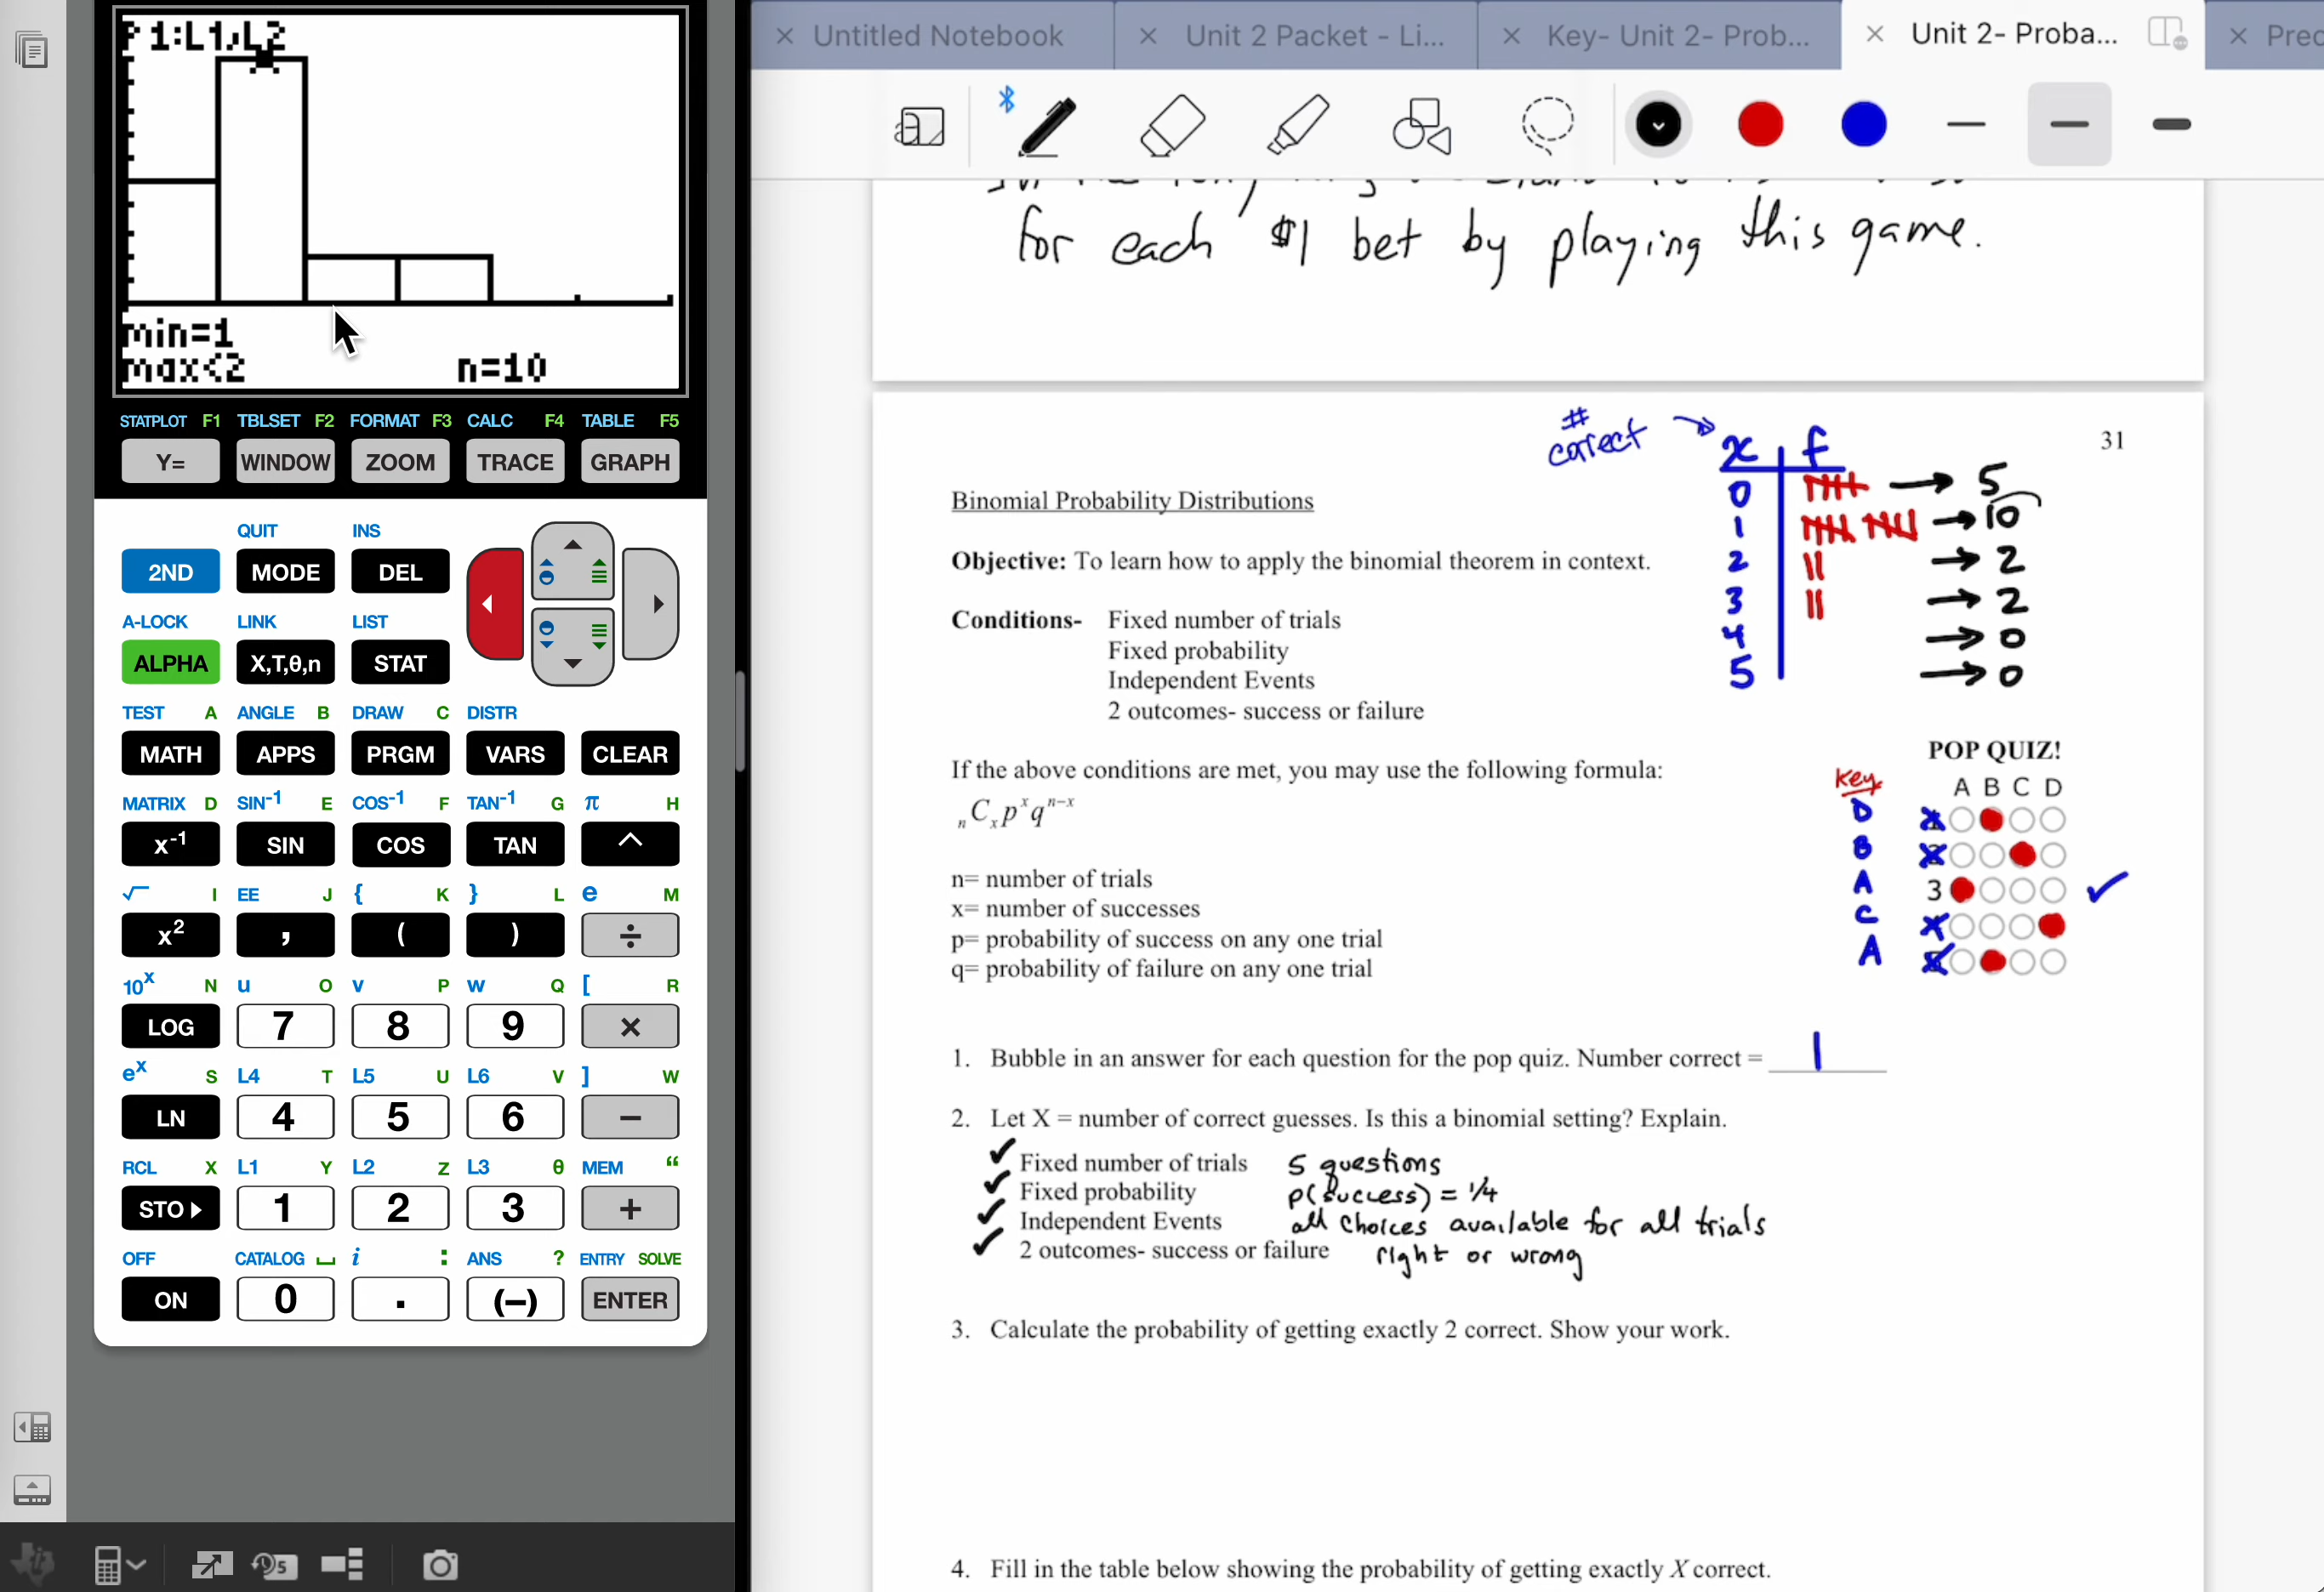 P1:L1,L2
min=1
max<2 n=10
STATPLOT F1 TBLSET F2 FORMAT F3 CALC F4 TABLE F5
Y= WINDOW ZOOM TRACE GRAPH
QUIT INS
2ND MODE DEL
A-LOCK LINK LIST
ALPHA X,T,θ,n STAT
TEST A ANGLE B DRAW C DISTR
MATH APPS PRGM VARS CLEAR
MATRIX D SIN⁻¹ E COS⁻¹ F TAN⁻¹ G π H
x⁻¹ SIN COS TAN ^
√ I EE J { K } L e M
x² , ( ) ÷
10ˣ N u O v P w Q [ R
LOG 7 8 9 ×
eˣ S L4 T L5 U L6 V ] W
LN 4 5 6 −
RCL X L1 Y L2 Z L3 θ MEM “
STO▶ 1 2 3 +
OFF CATALOG ⎵ i : ANS ? ENTRY SOLVE
ON 0 . (−) ENTER
5
Untitled Notebook
Unit 2 Packet - Li...
Key- Unit 2- Prob...
Unit 2- Proba...
Prec
for each $1 bet by playing this game.
31
# correct → x f
0 → 5
1 → 10
2 → 2
3 → 2
4 → 0
5 → 0
Binomial Probability Distributions
Objective: To learn how to apply the binomial theorem in context.
Conditions- Fixed number of trials
Fixed probability
Independent Events
2 outcomes- success or failure
If the above conditions are met, you may use the following formula:
ₙCₓpˣqⁿ⁻ˣ
n= number of trials
x= number of successes
p= probability of success on any one trial
q= probability of failure on any one trial
POP QUIZ!
Key A B C D
D
B
A 3 ✓
C
A
1. Bubble in an answer for each question for the pop quiz. Number correct = 1
2. Let X = number of correct guesses. Is this a binomial setting? Explain.
✓ Fixed number of trials 5 questions
✓ Fixed probability p(success) = 1/4
✓ Independent Events all choices available for all trials
✓ 2 outcomes- success or failure right or wrong
3. Calculate the probability of getting exactly 2 correct. Show your work.
4. Fill in the table below showing the probability of getting exactly X correct.